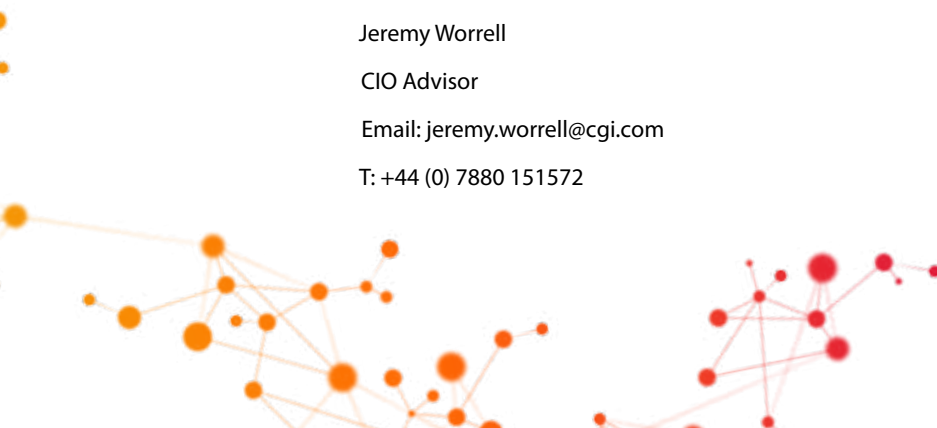 Jeremy Worrell
CIO Advisor
Email: jeremy.worrell@cgi.com
T: +44 (0) 7880 151572